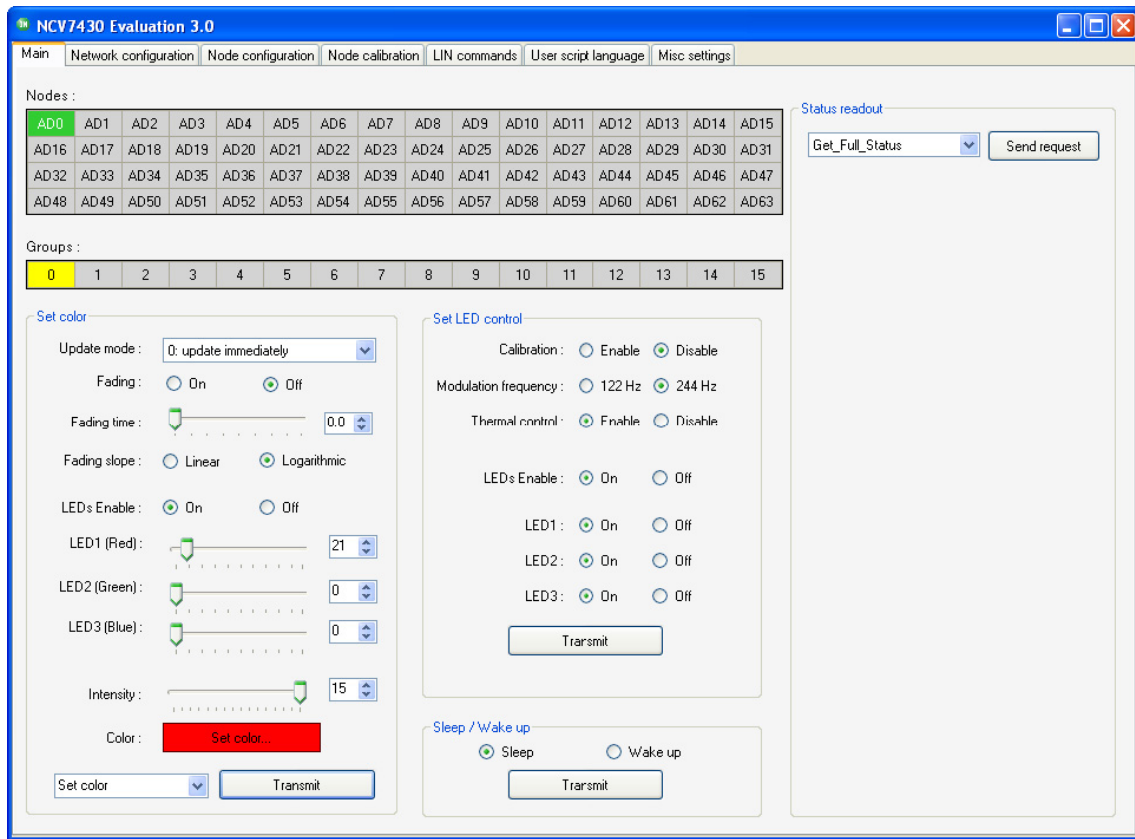 NCV7430 Evaluation 3.0
Main Network configuration Node configuration Node calibration LIN commands User script language Misc settings
Nodes :
AD0 AD1 AD2 AD3 AD4 AD5 AD6 AD7 AD8 AD9 AD10 AD11 AD12 AD13 AD14 AD15
AD16 AD17 AD18 AD19 AD20 AD21 AD22 AD23 AD24 AD25 AD26 AD27 AD28 AD29 AD30 AD31
AD32 AD33 AD34 AD35 AD36 AD37 AD38 AD39 AD40 AD41 AD42 AD43 AD44 AD45 AD46 AD47
AD48 AD49 AD50 AD51 AD52 AD53 AD54 AD55 AD56 AD57 AD58 AD59 AD60 AD61 AD62 AD63
Groups :
0 1 2 3 4 5 6 7 8 9 10 11 12 13 14 15
Set color
Update mode : 0: update immediately
Fading : On Off
Fading time : 0.0
Fading slope : Linear Logarithmic
LEDs Enable : On Off
LED1 (Red) : 21
LED2 (Green) : 0
LED3 (Blue) : 0
Intensity : 15
Color : Set color...
Set color Transmit
Set LED control
Calibration : Enable Disable
Modulation frequency : 122 Hz 244 Hz
Thermal control : Enable Disable
LEDs Enable : On Off
LED1 : On Off
LED2 : On Off
LED3 : On Off
Transmit
Sleep / Wake up
Sleep Wake up
Transmit
Status readout
Get_Full_Status Send request